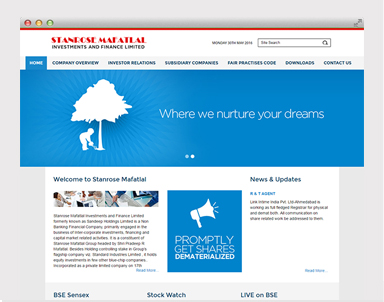 STANROSE MAFATLAL
INVESTMENTS AND FINANCE LIMITED
MONDAY 30TH MAY 2016
Site Search
HOME
COMPANY OVERVIEW
INVESTOR RELATIONS
SUBSIDIARY COMPANIES
FAIR PRACTISES CODE
DOWNLOADS
CONTACT US
Where we nurture your dreams
Welcome to Stanrose Mafatlal
Stanrose Mafatlal Investments and Finance Limited
formerly known as Sandeep Holdings Limited is a Non
Banking Financial Company, primarily engaged in the
business of inter-corporate investments, financing and
capital market related activities. It is a constituent of
Stanrose Mafatlal Group headed by Shri Pradeep R.
Mafatlal. Besides Holding controlling stake in Group's
flagship company viz. Standard Industries Limited. It holds
equity investments in few other blue-chip companies.
Incorporated as a private limited company on 17th
Read More...
PROMPTLY
GET SHARES
DEMATERIALIZED
News & Updates
R & T AGENT
Link Intime India Pvt. Ltd Ahmedabad is
working as full fledged Registrar for physical
and demat both. All communication on
share related work be addressed to them.
Read More...
BSE Sensex
Stock Watch
LIVE on BSE